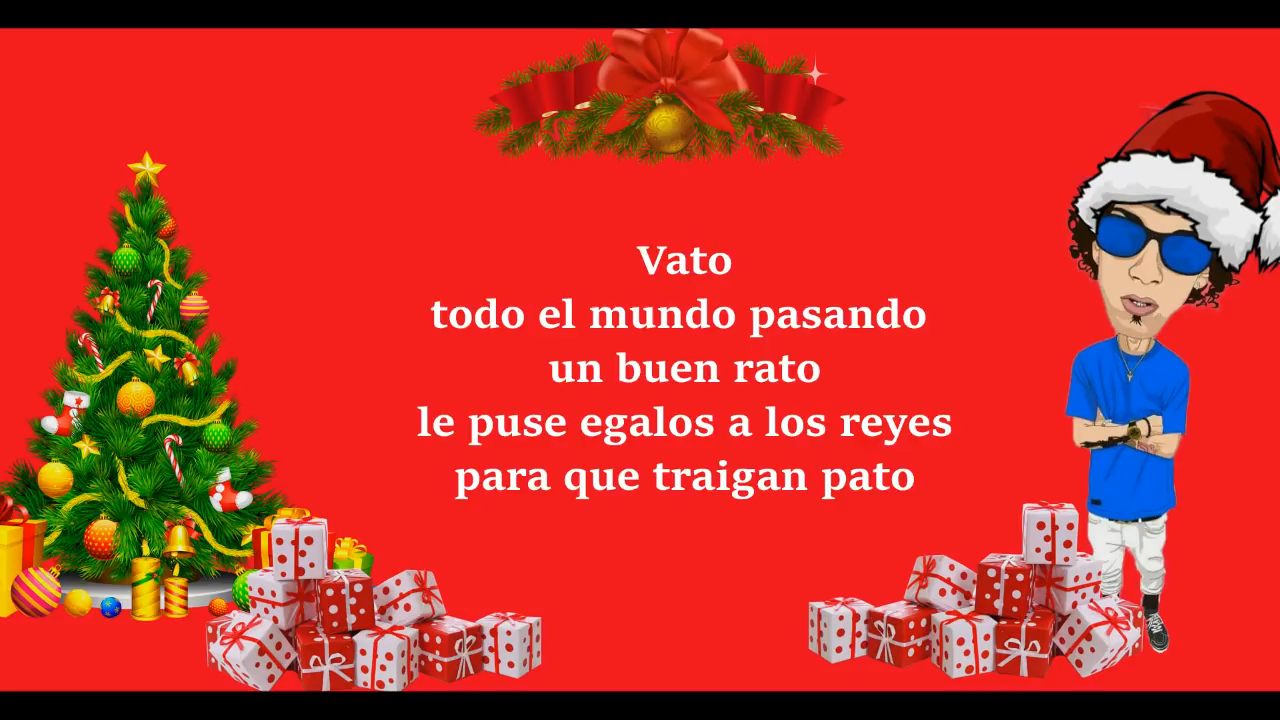 Vato
todo el mundo pasando
un buen rato
le puse egalos a los reyes
para que traigan pato